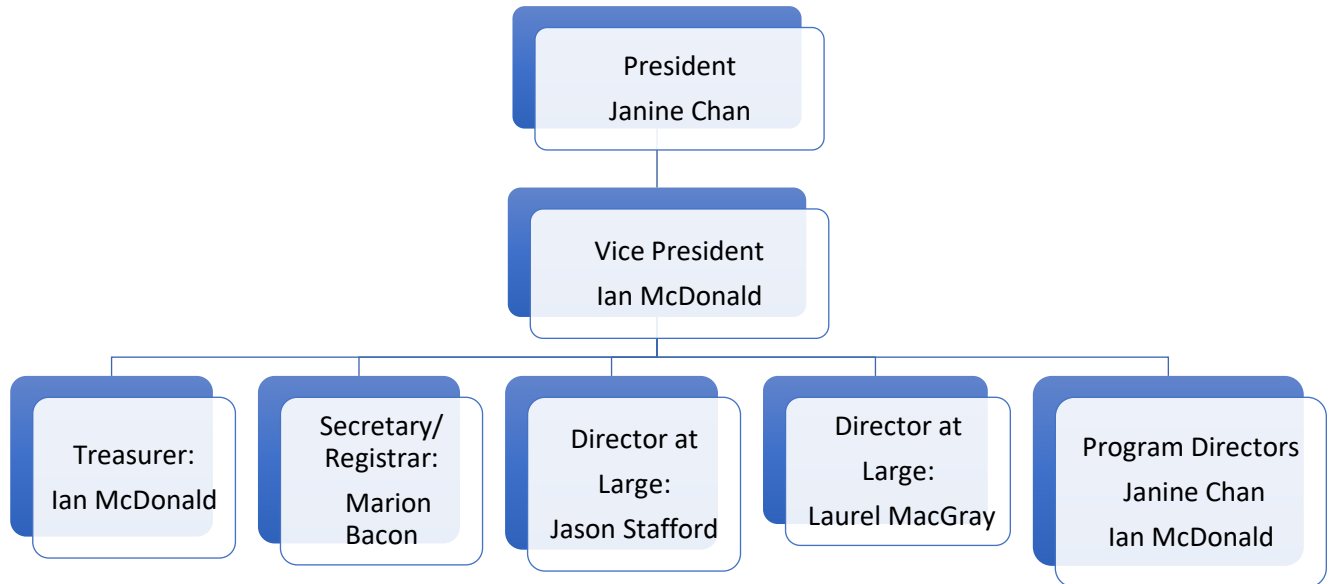 President
Janine Chan
Vice President
Ian McDonald
Treasurer:
Ian McDonald
Secretary/
Registrar:
Marion
Bacon
Director at
Large:
Jason Stafford
Director at
Large:
Laurel MacGray
Program Directors
Janine Chan
Ian McDonald